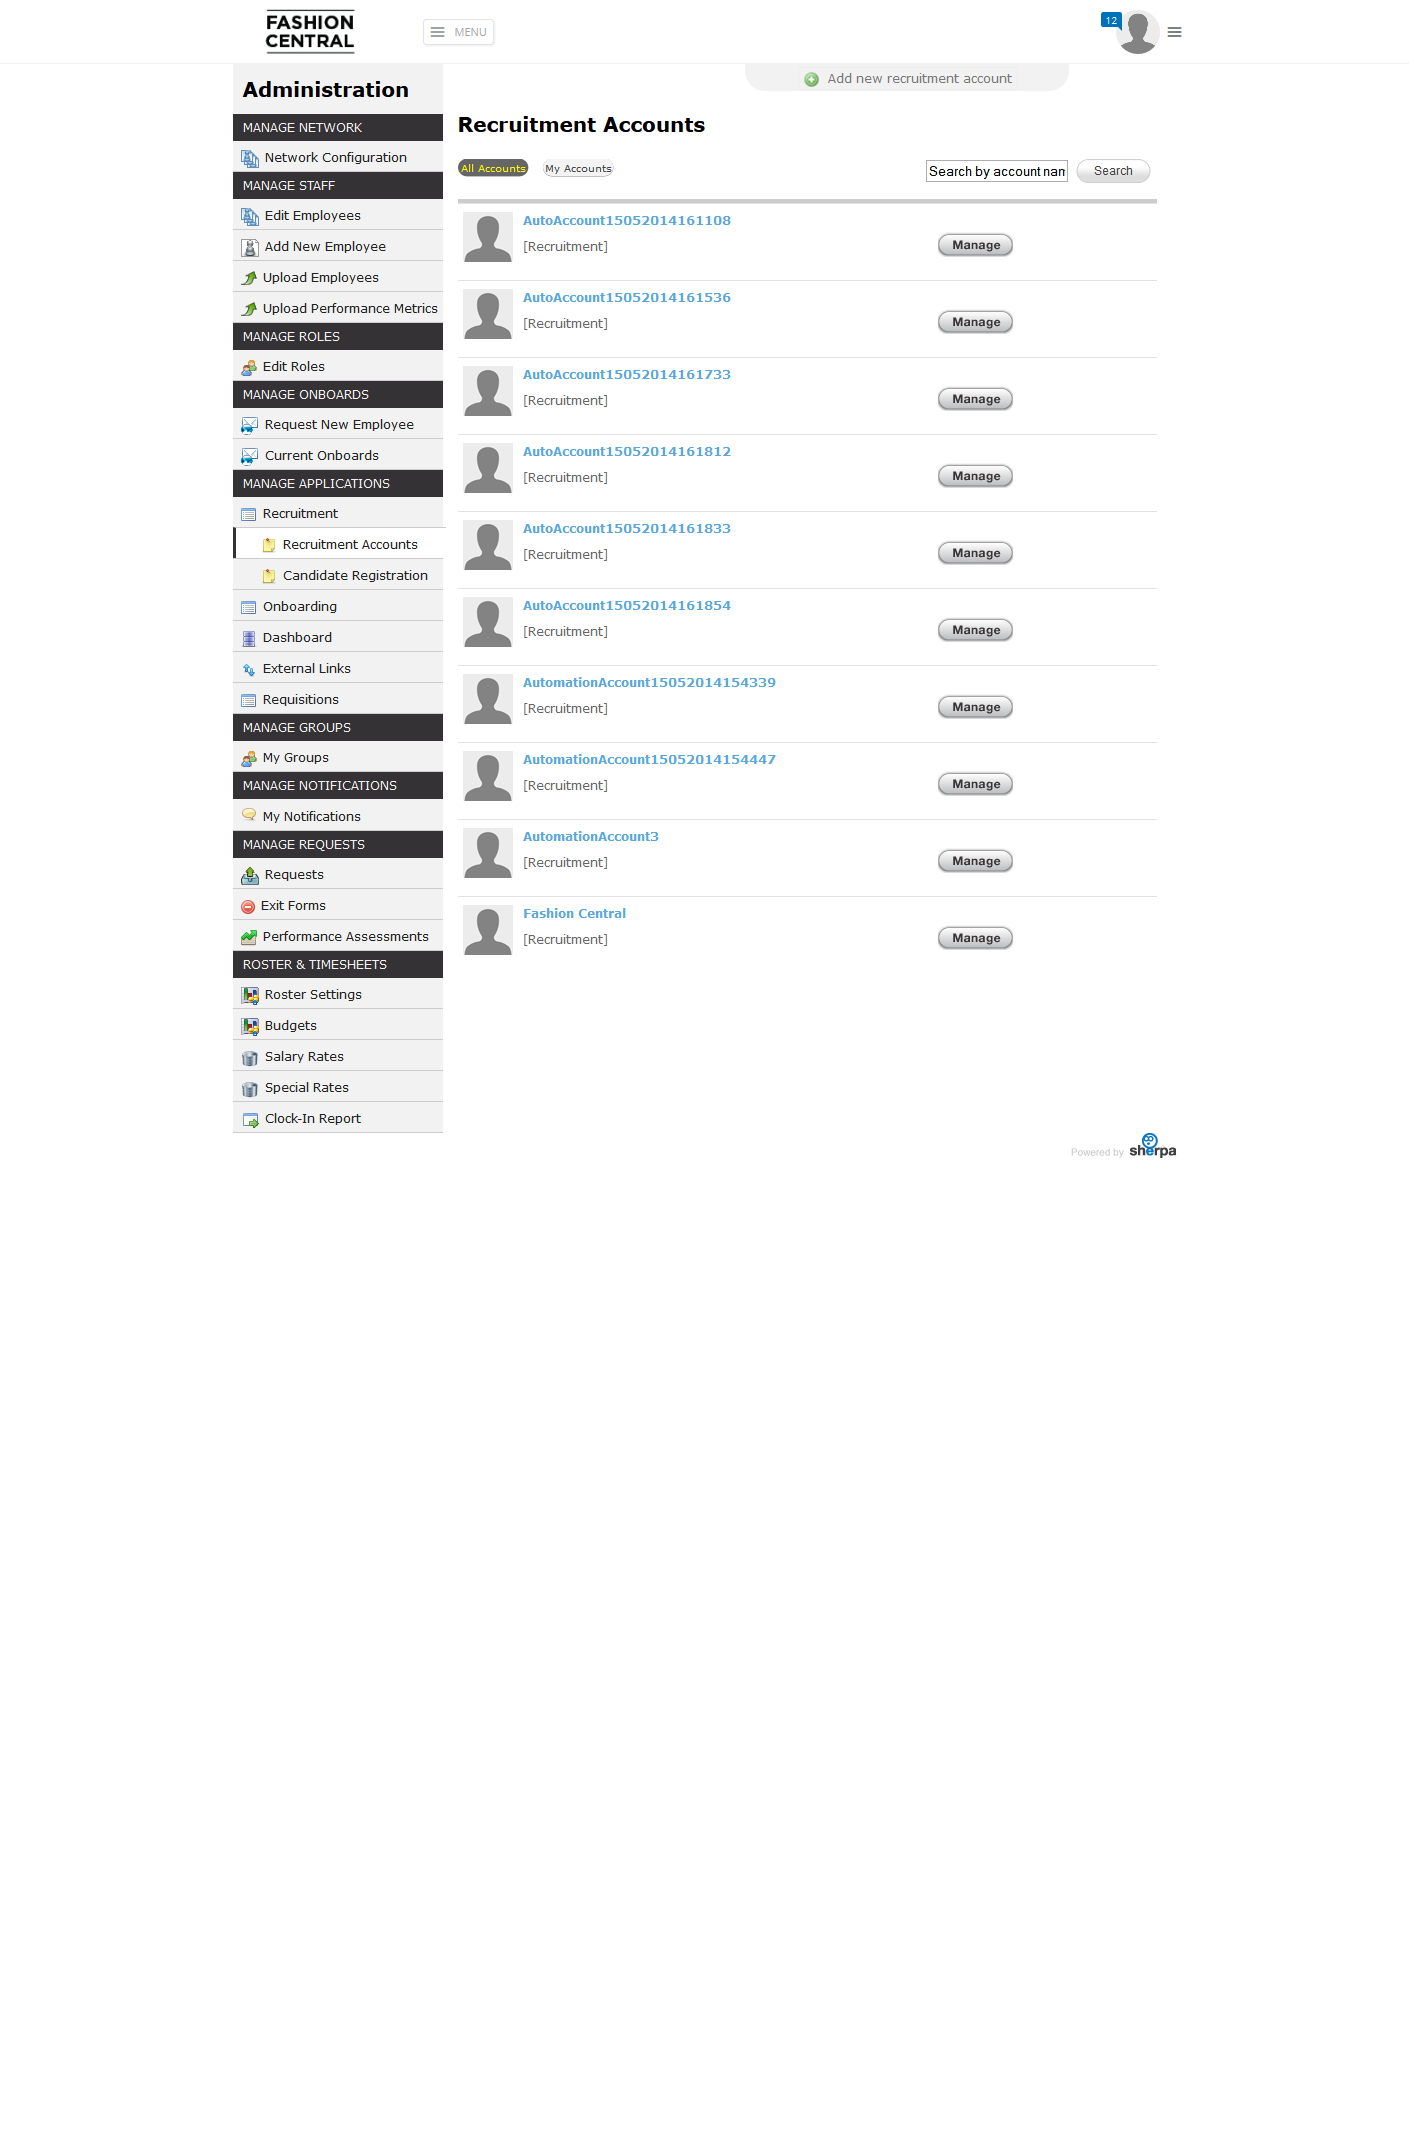 FASHION
CENTRAL
MENU
12
Administration
MANAGE NETWORK
Network Configuration
MANAGE STAFF
Edit Employees
Add New Employee
Upload Employees
Upload Performance Metrics
MANAGE ROLES
Edit Roles
MANAGE ONBOARDS
Request New Employee
Current Onboards
MANAGE APPLICATIONS
Recruitment
Recruitment Accounts
Candidate Registration
Onboarding
Dashboard
External Links
Requisitions
MANAGE GROUPS
My Groups
MANAGE NOTIFICATIONS
My Notifications
MANAGE REQUESTS
Requests
Exit Forms
Performance Assessments
ROSTER & TIMESHEETS
Roster Settings
Budgets
Salary Rates
Special Rates
Clock-In Report
Add new recruitment account
Recruitment Accounts
All Accounts My Accounts Search by account nam Search
AutoAccount15052014161108
[Recruitment] Manage
AutoAccount15052014161536
[Recruitment] Manage
AutoAccount15052014161733
[Recruitment] Manage
AutoAccount15052014161812
[Recruitment] Manage
AutoAccount15052014161833
[Recruitment] Manage
AutoAccount15052014161854
[Recruitment] Manage
AutomationAccount15052014154339
[Recruitment] Manage
AutomationAccount15052014154447
[Recruitment] Manage
AutomationAccount3
[Recruitment] Manage
Fashion Central
[Recruitment] Manage
Powered by sherpa